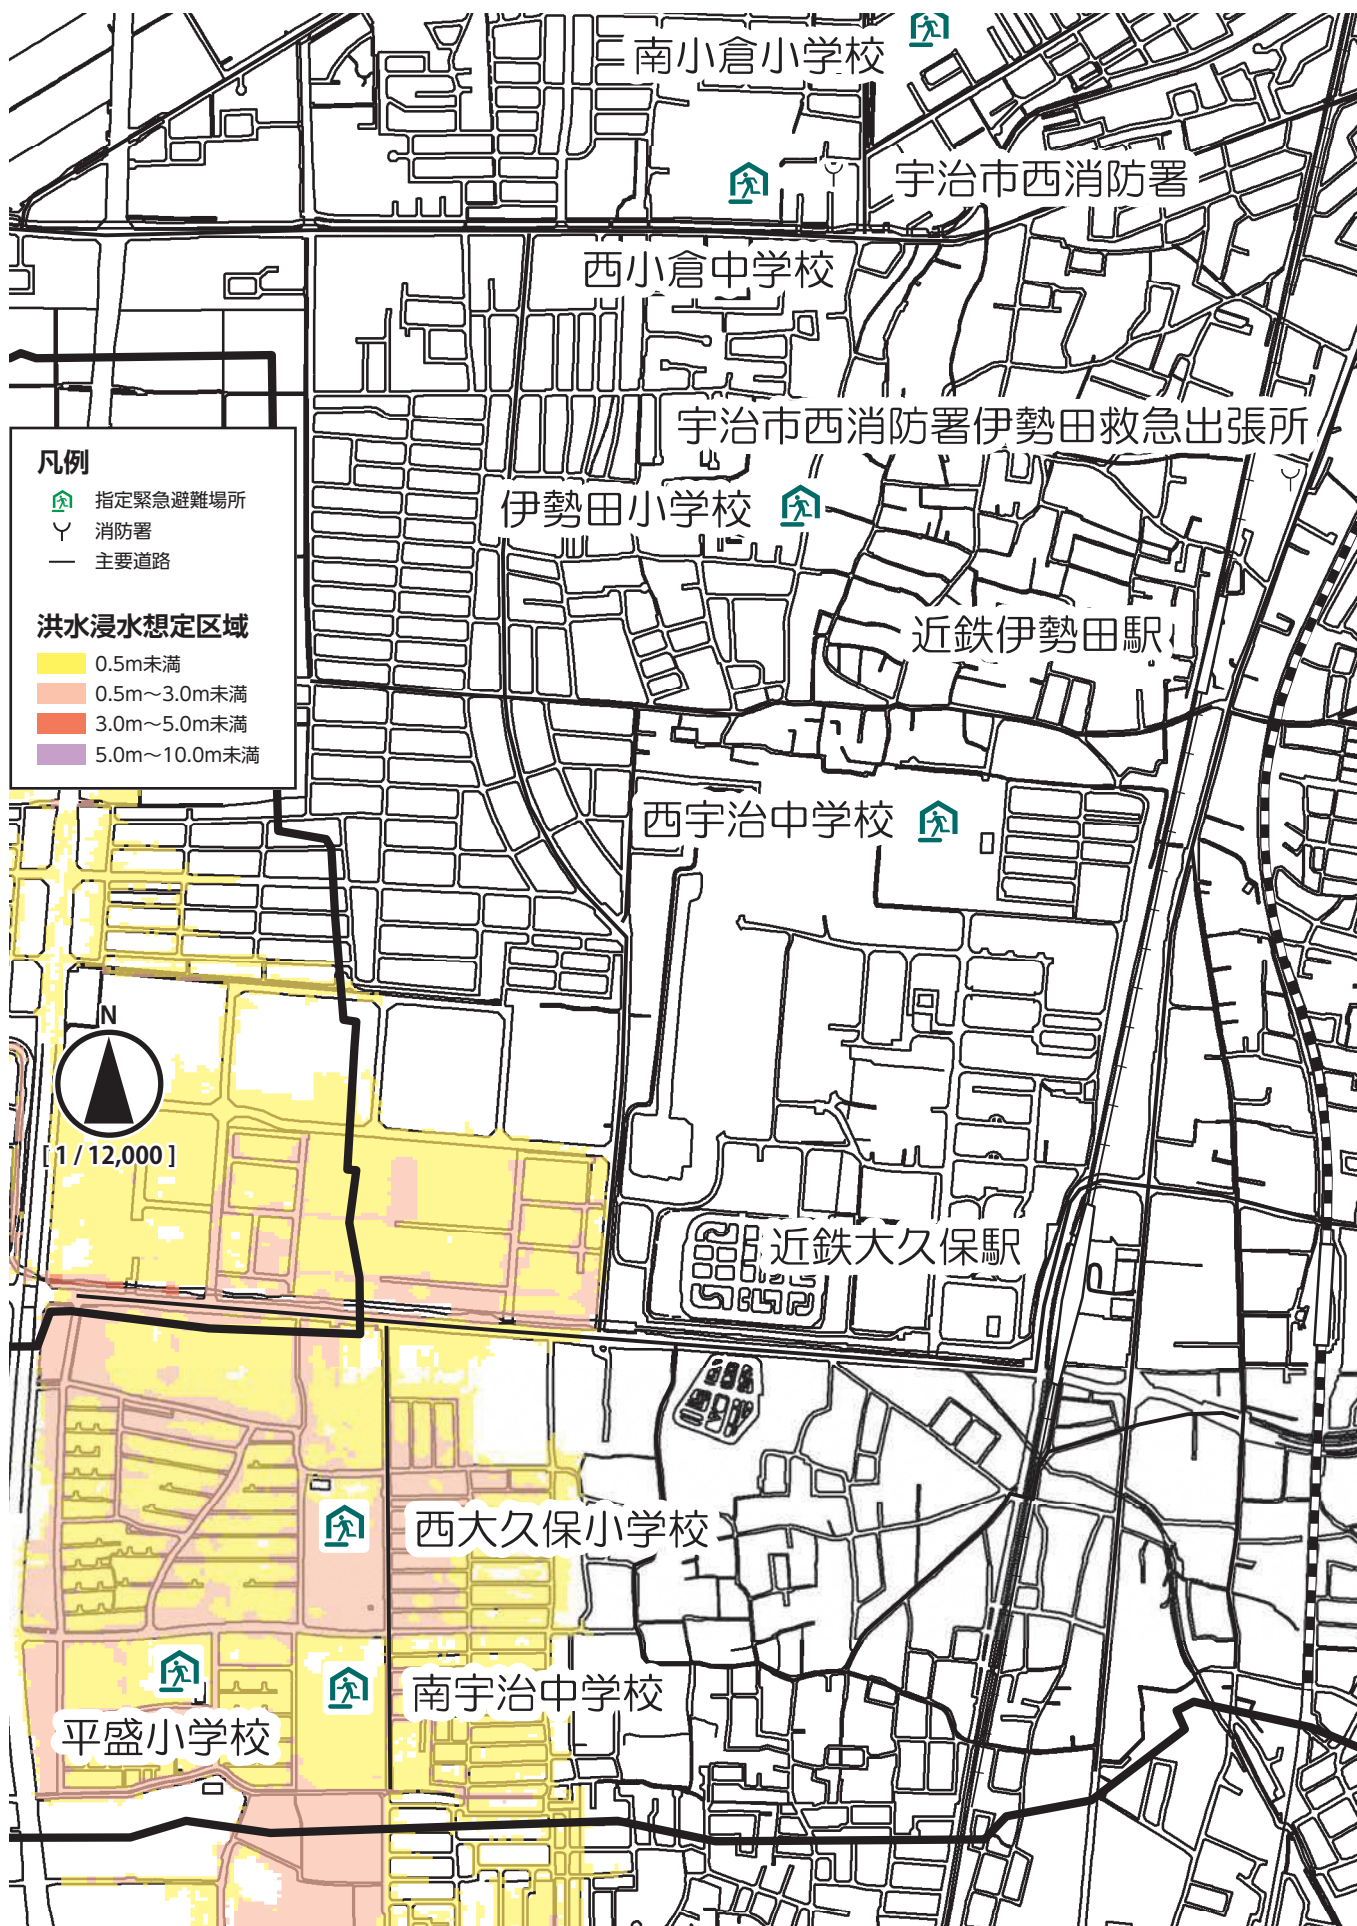 南小倉小学校
宇治市西消防署
西小倉中学校
宇治市西消防署伊勢田救急出張所
凡例
指定緊急避難場所
消防署
主要道路
伊勢田小学校
洪水浸水想定区域
0.5m未満
0.5m～3.0m未満
3.0m～5.0m未満
5.0m～10.0m未満
近鉄伊勢田駅
西宇治中学校
N
[ 1 / 12,000 ]
近鉄大久保駅
西大久保小学校
南宇治中学校
平盛小学校